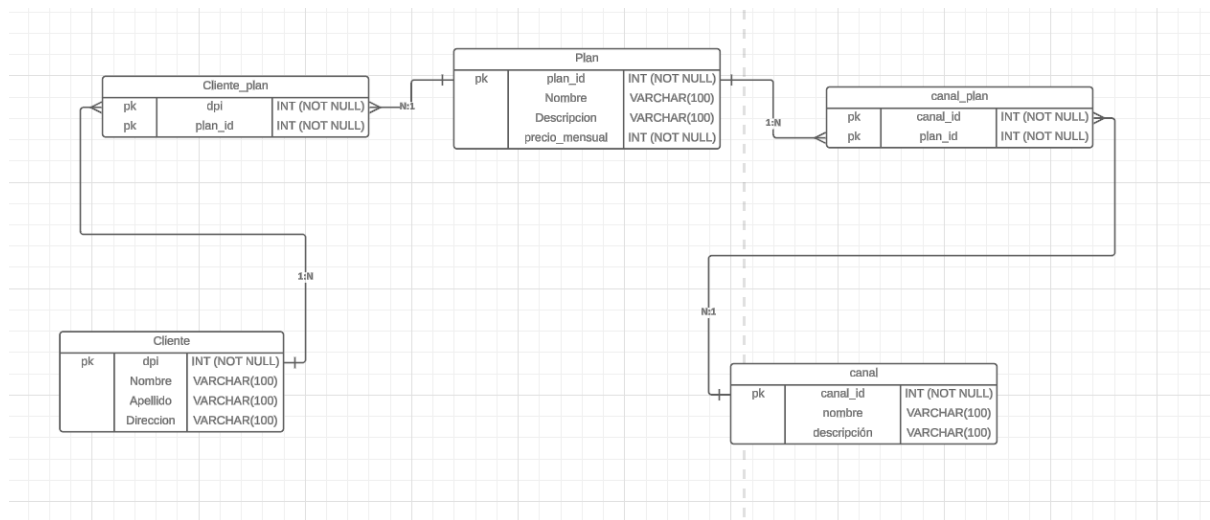 Cliente_plan
pk dpi INT (NOT NULL)
pk plan_id INT (NOT NULL)
N:1
Plan
pk plan_id INT (NOT NULL)
Nombre VARCHAR(100)
Descripcion VARCHAR(100)
precio_mensual INT (NOT NULL)
1:N
canal_plan
pk canal_id INT (NOT NULL)
pk plan_id INT (NOT NULL)
1:N
N:1
Cliente
pk dpi INT (NOT NULL)
Nombre VARCHAR(100)
Apellido VARCHAR(100)
Direccion VARCHAR(100)
canal
pk canal_id INT (NOT NULL)
nombre VARCHAR(100)
descripción VARCHAR(100)